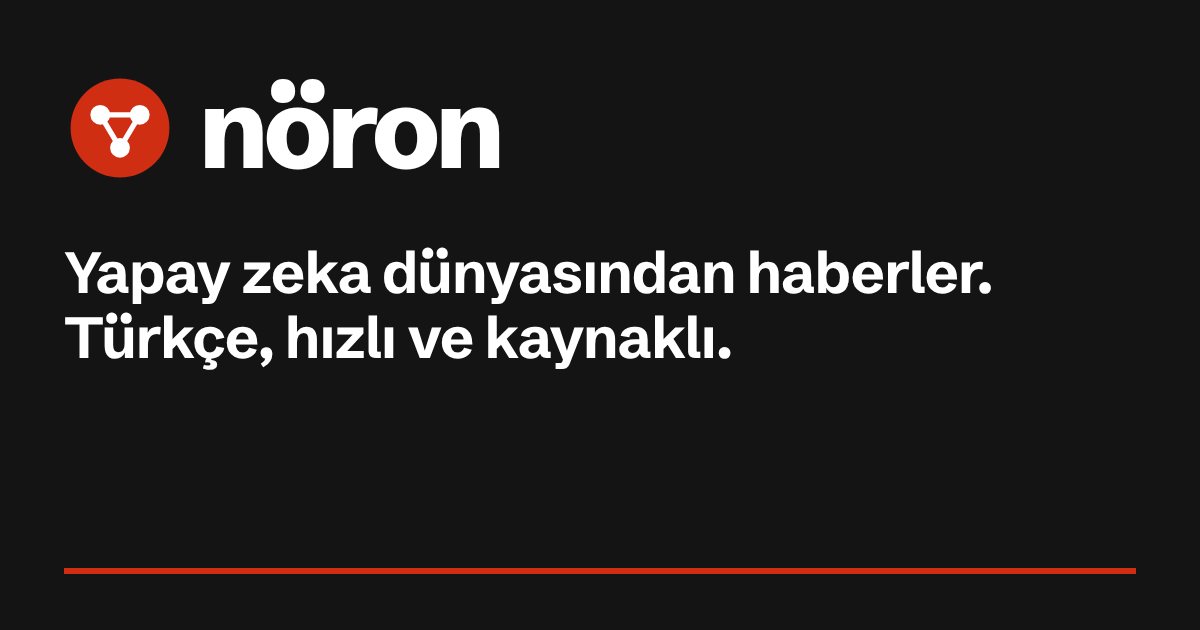 nöron
Yapay zeka dünyasından haberler.
Türkçe, hızlı ve kaynaklı.